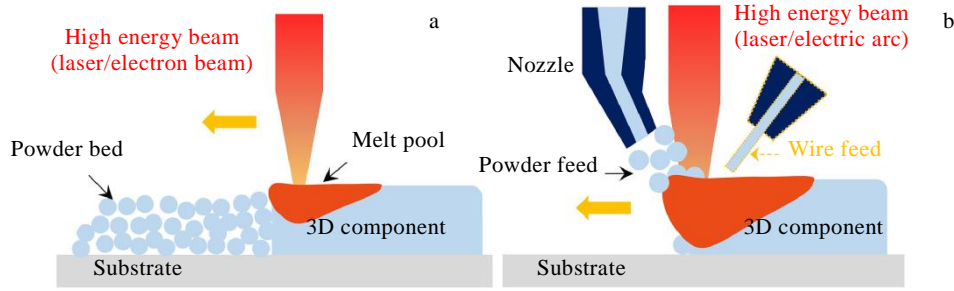 a
High energy beam
(laser/electron beam)
Powder bed
Melt pool
3D component
Substrate
b
High energy beam
(laser/electric arc)
Nozzle
Powder feed
Wire feed
3D component
Substrate